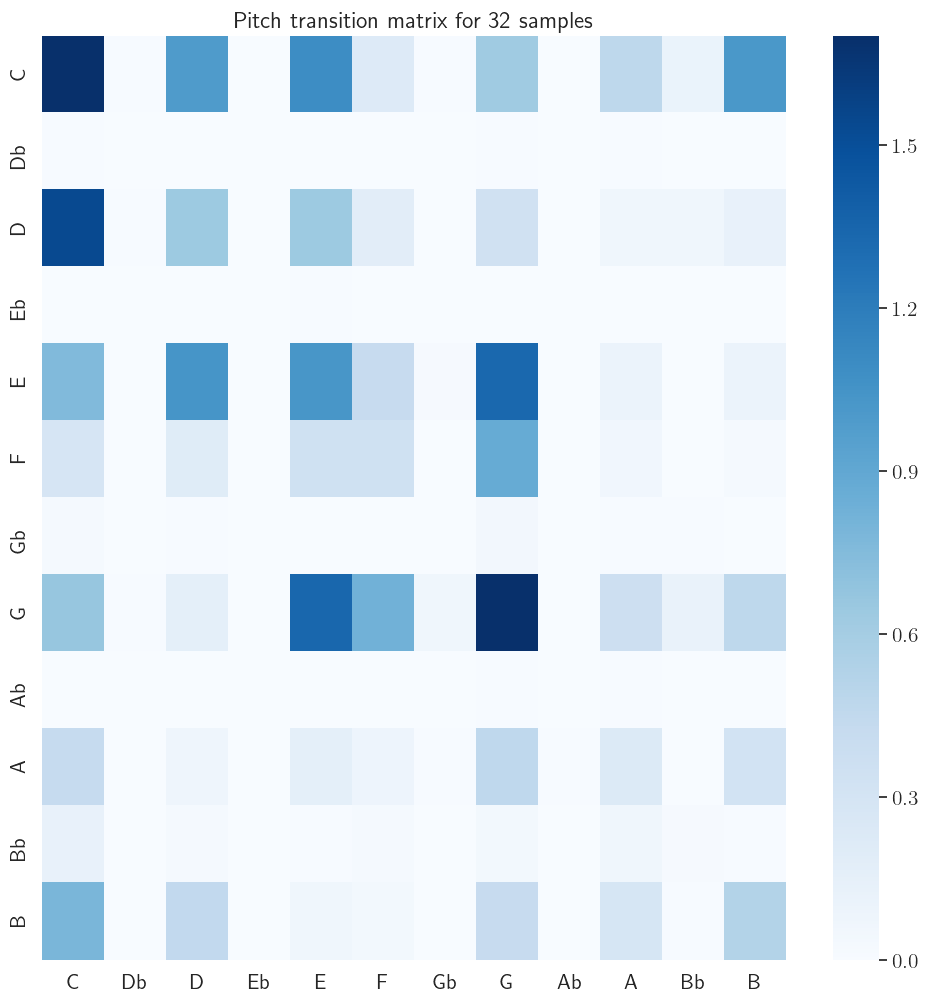 Pitch transition matrix for 32 samples
C
Db
D
Eb
E
F
Gb
G
Ab
A
Bb
B
C Db D Eb E F Gb G Ab A Bb B
1.5
1.2
0.9
0.6
0.3
0.0